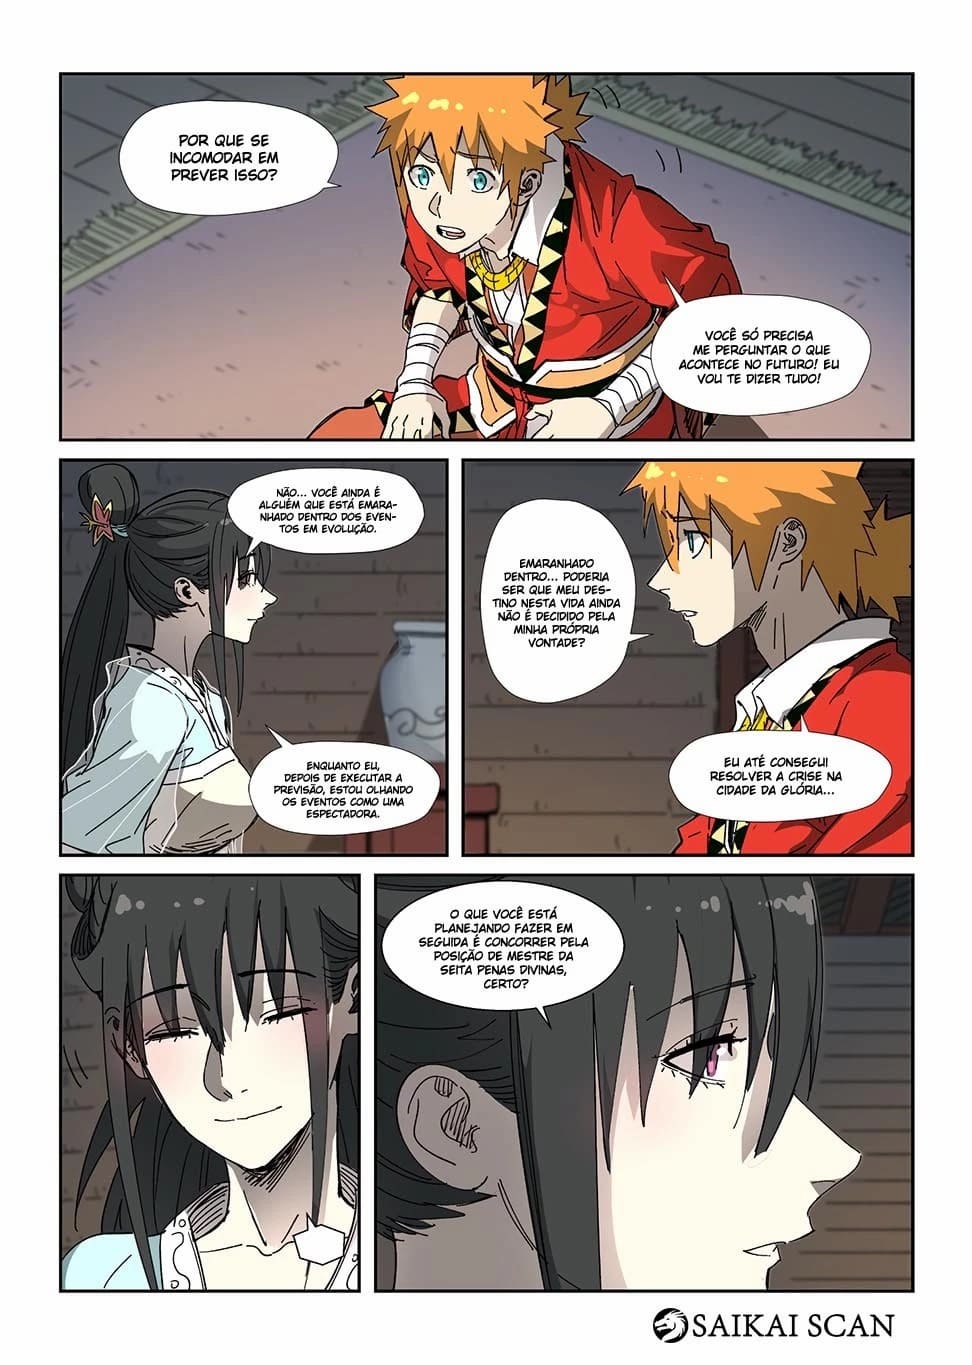 POR QUE SE
INCOMODAR EM
PREVER ISSO?
VOCÊ SÓ PRECISA
ME PERGUNTAR O QUE
ACONTECE NO FUTURO! EU
VOU TE DIZER TUDO!
NÃO... VOCÊ AINDA É
ALGUÉM QUE ESTÁ EMARA-
NHADO DENTRO DOS EVEN-
TOS EM EVOLUÇÃO.
ENQUANTO EU,
DEPOIS DE EXECUTAR A
PREVISÃO, ESTOU OLHANDO
OS EVENTOS COMO UMA
ESPECTADORA.
EMARANHADO
DENTRO... PODERIA
SER QUE MEU DES-
TINO NESTA VIDA AINDA
NÃO É DECIDIDO PELA
MINHA PRÓPRIA
VONTADE?
EU ATÉ CONSEGUI
RESOLVER A CRISE NA
CIDADE DA GLÓRIA...
O QUE VOCÊ ESTÁ
PLANEJANDO FAZER EM
SEGUIDA É CONCORRER PELA
POSIÇÃO DE MESTRE DA
SEITA PENAS DIVINAS,
CERTO?
SAIKAI SCAN